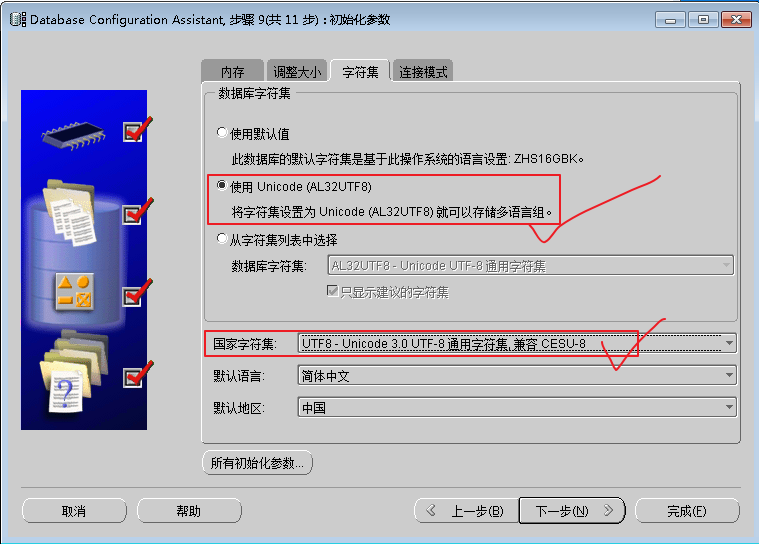 Database Configuration Assistant, 步骤 9(共 11 步) : 初始化参数
内存 调整大小 字符集 连接模式
数据库字符集
使用默认值
此数据库的默认字符集是基于此操作系统的语言设置: ZHS16GBK。
使用 Unicode (AL32UTF8)
将字符集设置为 Unicode (AL32UTF8) 就可以存储多语言组。
从字符集列表中选择
数据库字符集: AL32UTF8 - Unicode UTF-8 通用字符集
只显示建议的字符集
国家字符集: UTF8 - Unicode 3.0 UTF-8 通用字符集, 兼容 CESU-8
默认语言: 简体中文
默认地区: 中国
所有初始化参数...
取消 帮助 上一步(B) 下一步(N) 完成(F)